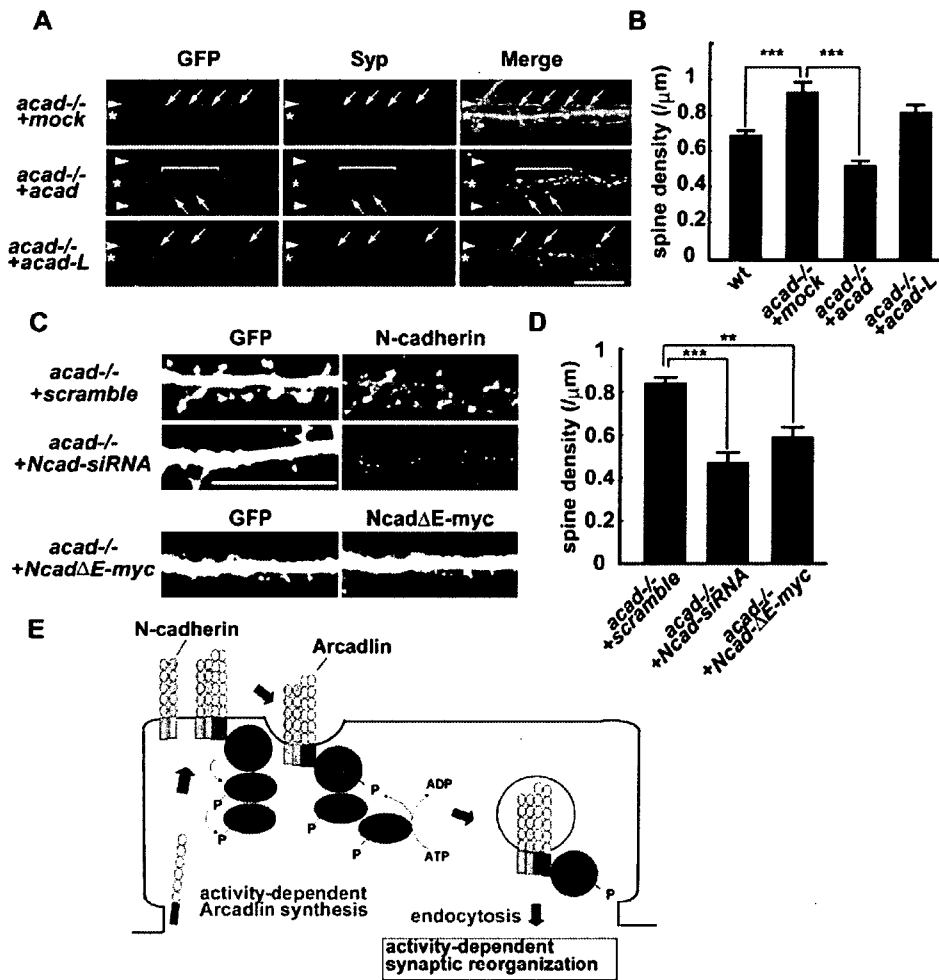 A
GFP
Syp
Merge
acad-/-
+mock
acad-/-
+acad
acad-/-
+acad-L
B
spine density (/μm)
1
0.8
0.6
0.4
0.2
0
***
***
wt
acad-/-
+mock
acad-/-
+acad
acad-/-
+acad-L
C
GFP
N-cadherin
acad-/-
+scramble
acad-/-
+Ncad-siRNA
GFP
NcadΔE-myc
acad-/-
+NcadΔE-myc
D
spine density (/μm)
1
0.8
0.6
0.4
0.2
0
**
***
acad-/-
+scramble
acad-/-
+Ncad-siRNA
acad-/-
+Ncad-ΔE-myc
E
N-cadherin
Arcadlin
P
P
P
P
P
ADP
ATP
P
activity-dependent
Arcadlin synthesis
endocytosis
activity-dependent
synaptic reorganization